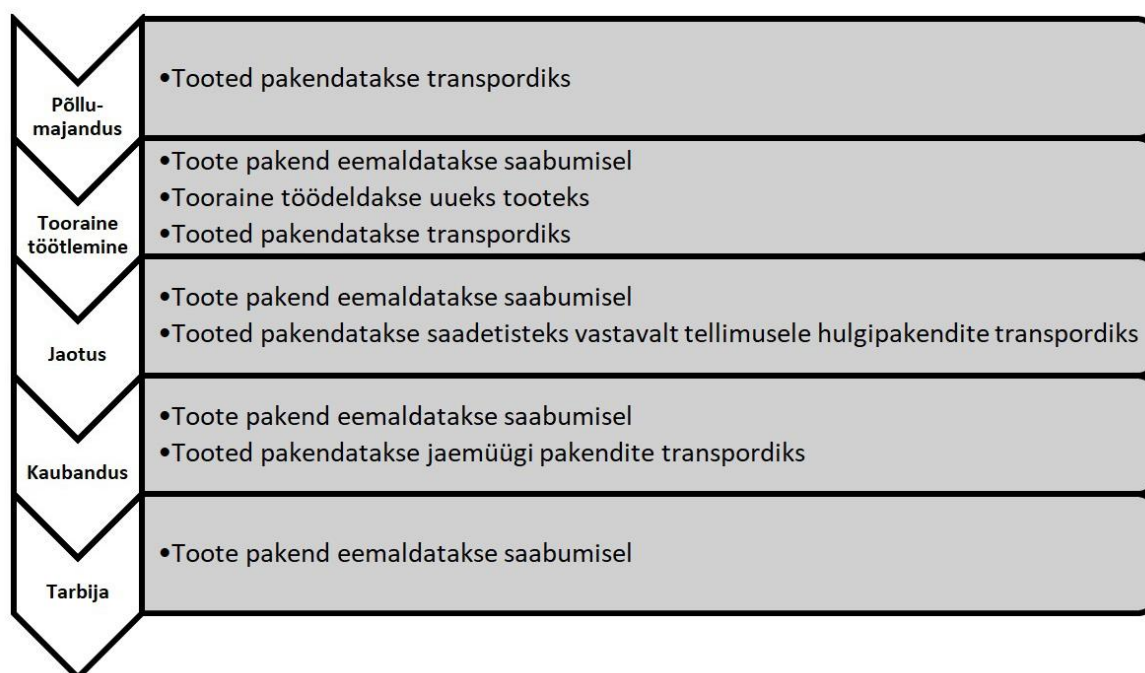 Põllu-
majandus
•Tooted pakendatakse transpordiks
Tooraine
töötlemine
•Toote pakend eemaldatakse saabumisel
•Tooraine töödeldakse uueks tooteks
•Tooted pakendatakse transpordiks
Jaotus
•Toote pakend eemaldatakse saabumisel
•Tooted pakendatakse saadetisteks vastavalt tellimusele hulgipakendite transpordiks
Kaubandus
•Toote pakend eemaldatakse saabumisel
•Tooted pakendatakse jaemüügi pakendite transpordiks
Tarbija
•Toote pakend eemaldatakse saabumisel